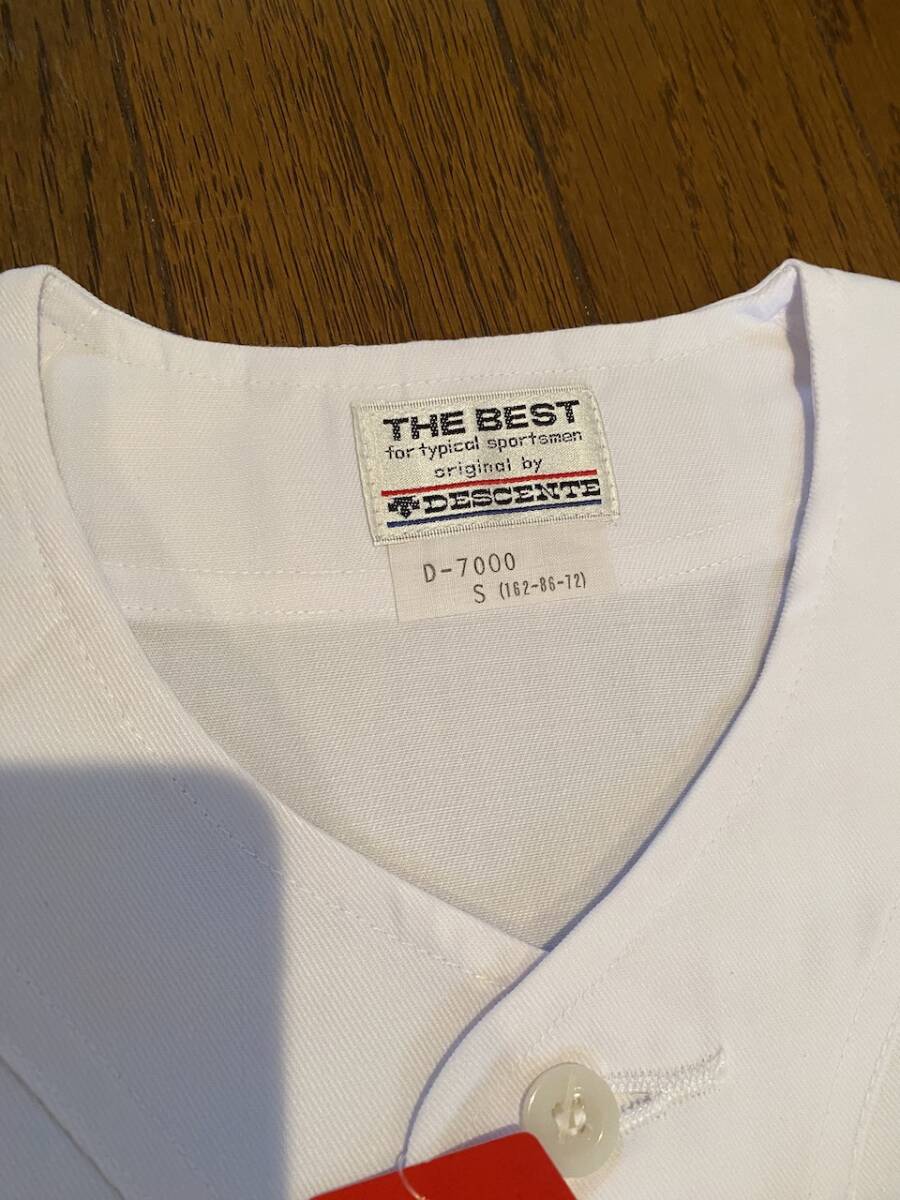 THE BEST
for typical sportsmen
original by
DESCENTE
D-7000
S (162-86-72)